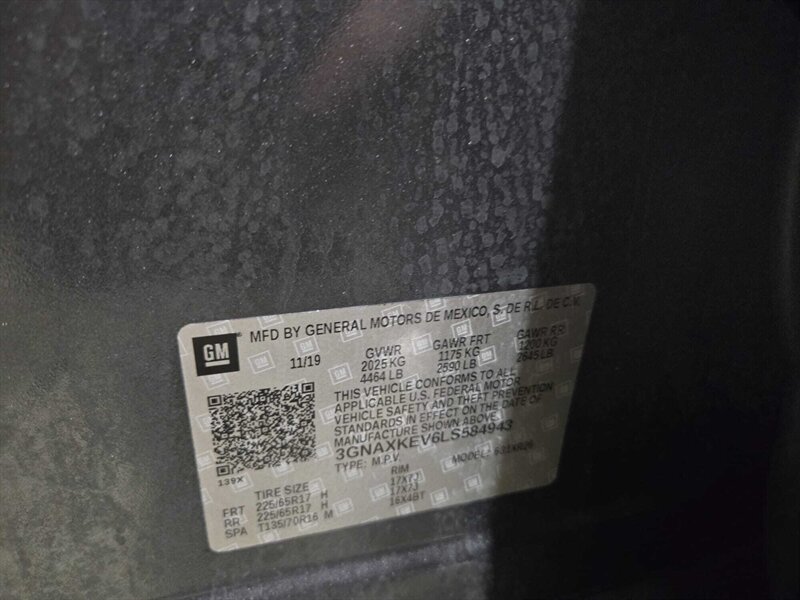 GM ® MFD BY GENERAL MOTORS DE MEXICO, S. DE R.L. DE C.V.
11/19 GVWR GAWR FRT GAWR RR
2025 KG 1175 KG 1200 KG
4464 LB 2590 LB 2645 LB
THIS VEHICLE CONFORMS TO ALL
APPLICABLE U.S. FEDERAL MOTOR
VEHICLE SAFETY AND THEFT PREVENTION
STANDARDS IN EFFECT ON THE DATE OF
MANUFACTURE SHOWN ABOVE.
3GNAXKEV6LS584943
TYPE: M.P.V. MODEL: 631XR26
139X
TIRE SIZE RIM
FRT 225/65R17 H 17X7J
RR 225/65R17 H 17X7J
SPA T135/70R16 M 16X4BT